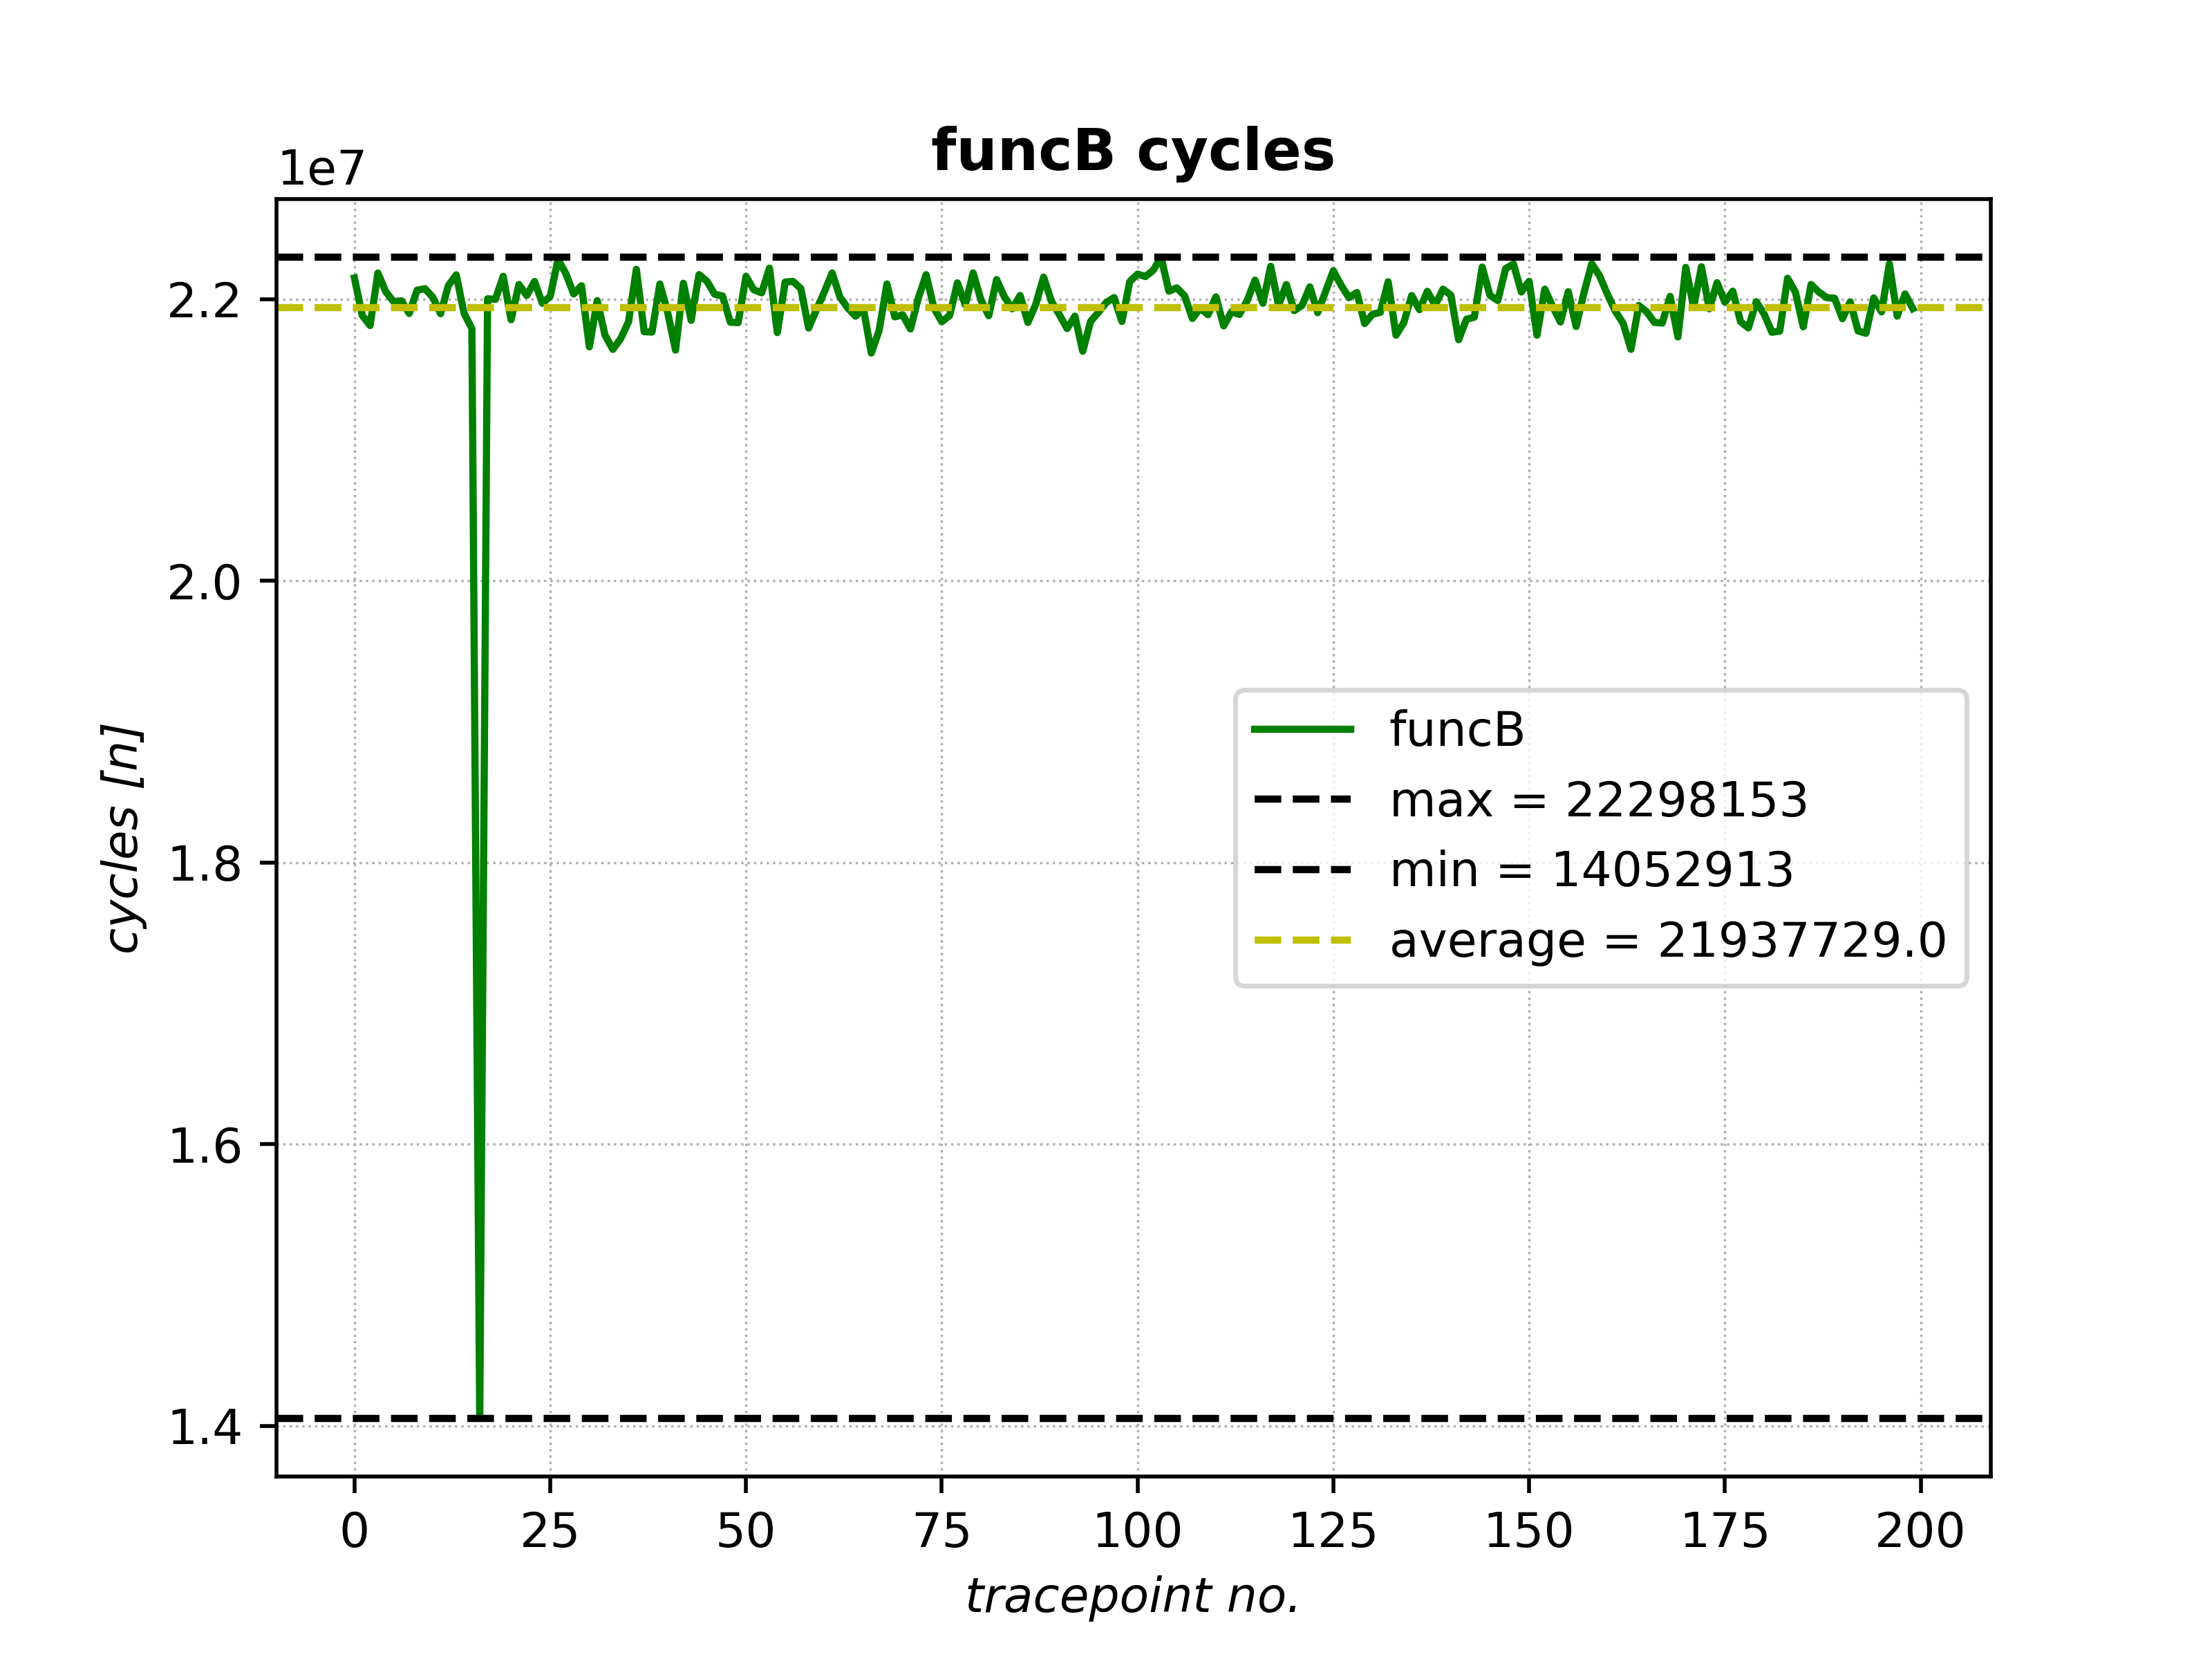 funcB cycles
1e7
2.2
2.0
1.8
1.6
1.4
cycles [n]
funcB
max = 22298153
min = 14052913
average = 21937729.0
0 25 50 75 100 125 150 175 200
tracepoint no.